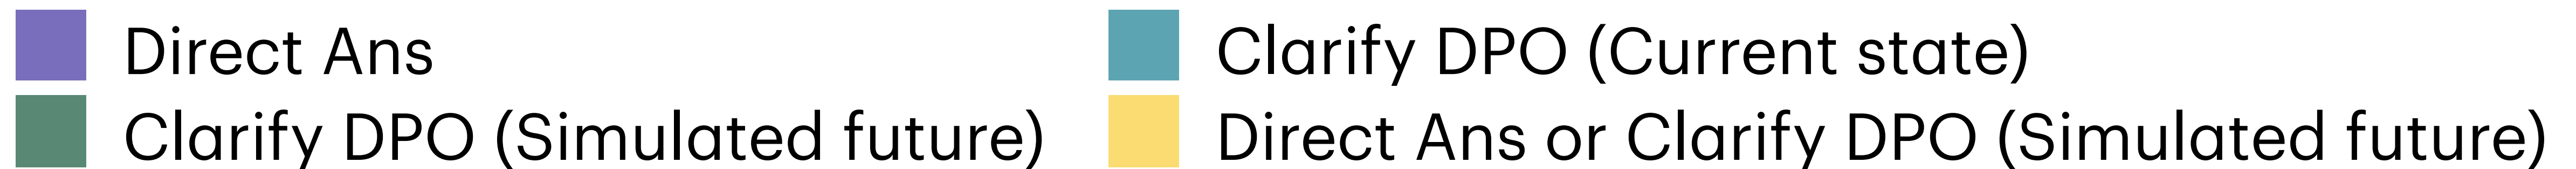 Direct Ans
Clarify DPO (Current state)
Clarify DPO (Simulated future)
Direct Ans or Clarify DPO (Simulated future)